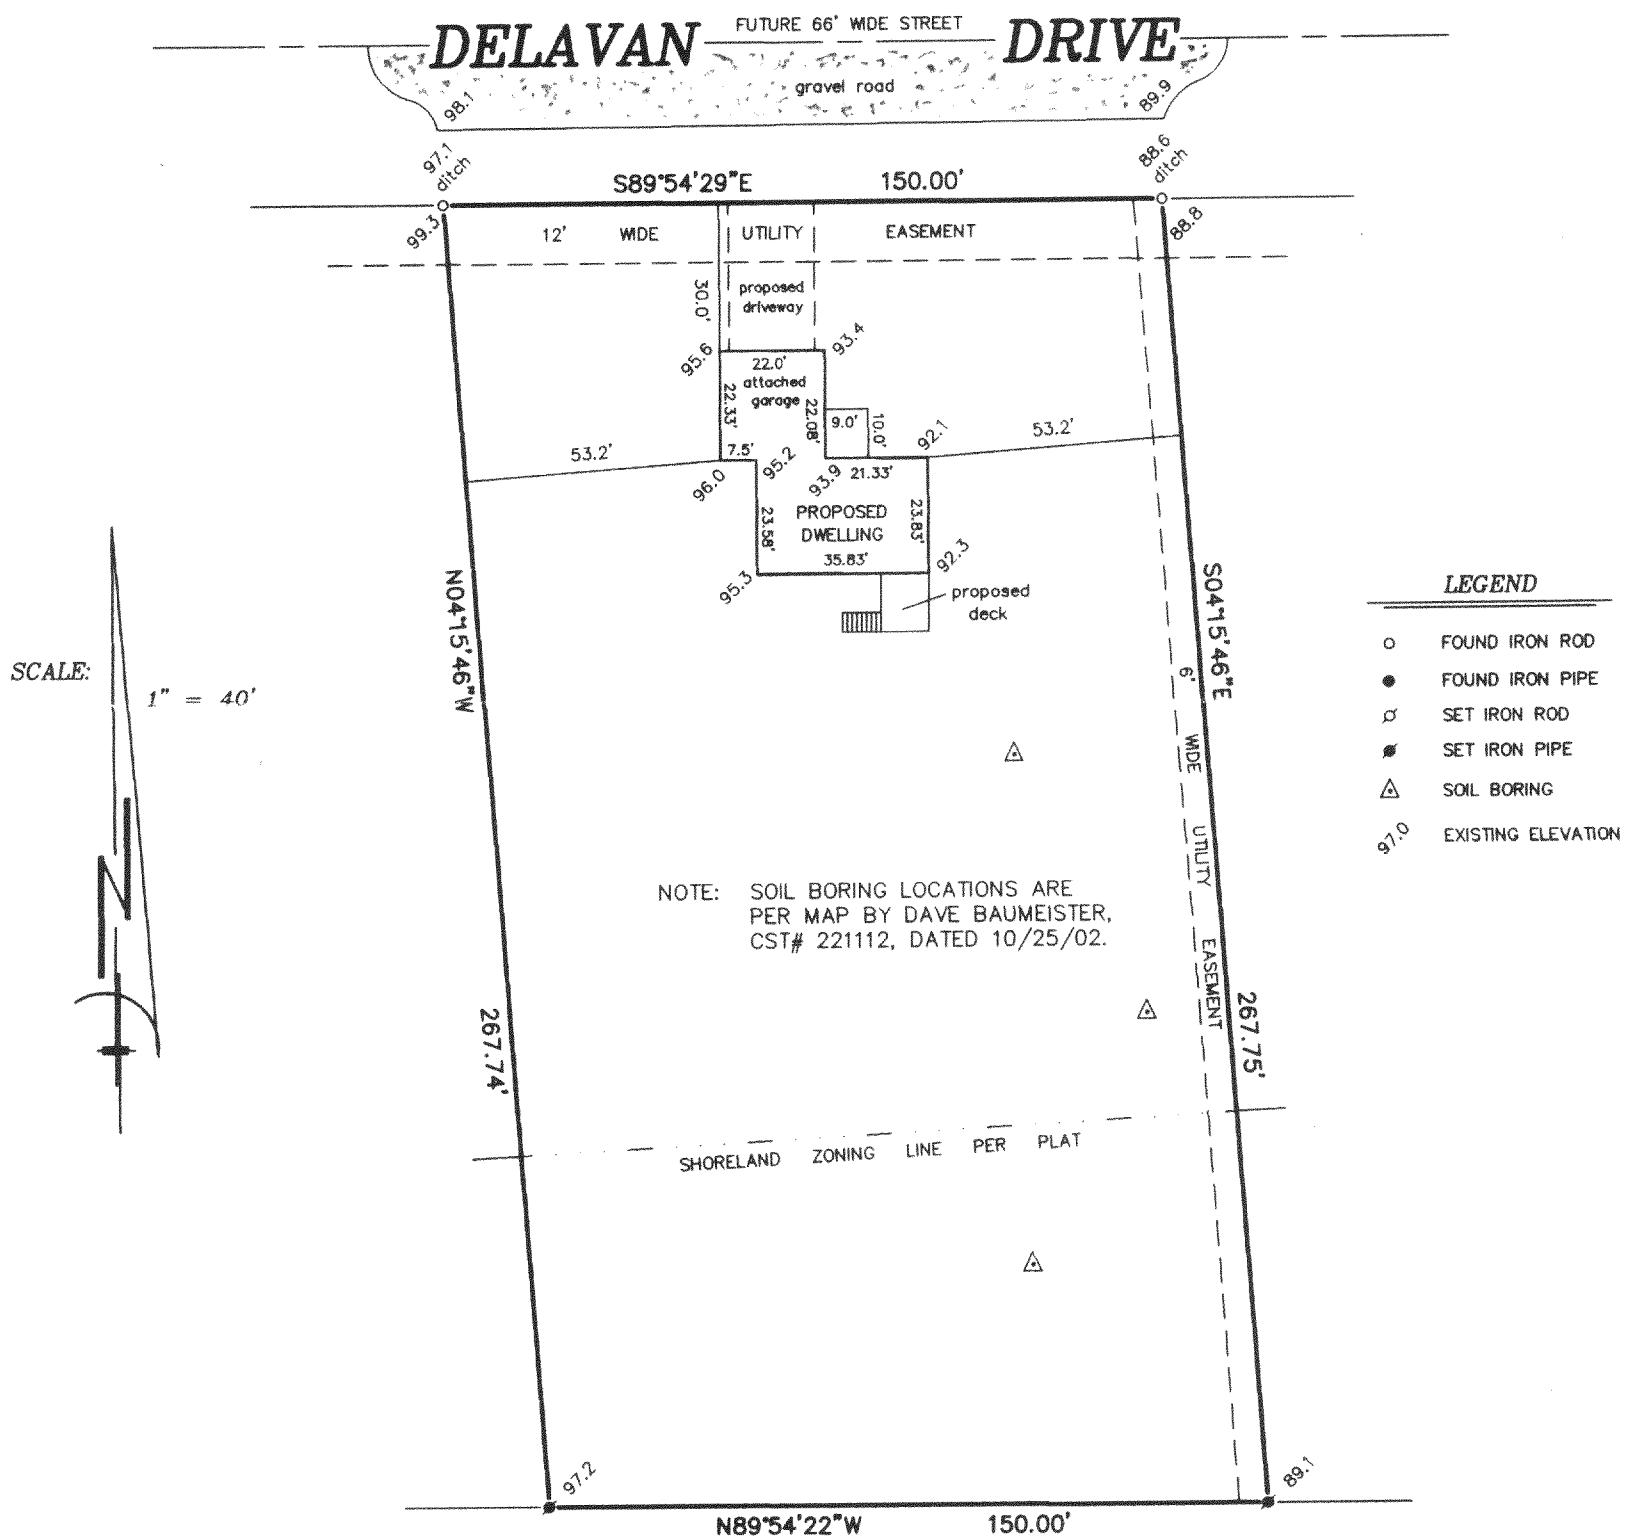 FUTURE 66' WIDE STREET
DELAVAN DRIVE
gravel road
98.1
89.9
97.1
ditch
88.6
ditch
S89°54'29"E 150.00'
99.3
88.8
12' WIDE UTILITY EASEMENT
30.0'
proposed
driveway
95.6
93.4
22.0'
attached
garage
22.33'
22.08'
9.0'
10.0'
92.1
53.2'
53.2'
7.5'
95.2
96.0
93.9
21.33'
PROPOSED
DWELLING
23.58'
23.83'
35.83'
95.3
92.3
proposed
deck
N04°15'46"W
S04°15'46"E
LEGEND
FOUND IRON ROD
FOUND IRON PIPE
SET IRON ROD
SET IRON PIPE
SOIL BORING
97.0 EXISTING ELEVATION
SCALE:
1" = 40'
N
6' WIDE UTILITY EASEMENT
NOTE: SOIL BORING LOCATIONS ARE
PER MAP BY DAVE BAUMEISTER,
CST# 221112, DATED 10/25/02.
267.74'
267.75'
SHORELAND ZONING LINE PER PLAT
97.2
89.1
N89°54'22"W 150.00'